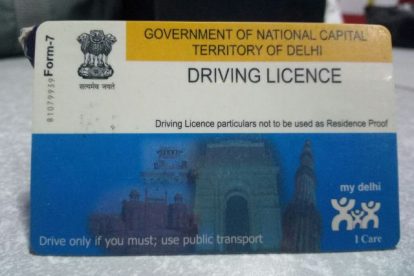 GOVERNMENT OF NATIONAL CAPITAL
TERRITORY OF DELHI
Form-7
81079939
सत्यमेव जयते
DRIVING LICENCE
Driving Licence particulars not to be used as Residence Proof
my delhi
I Care
Drive only if you must; use public transport